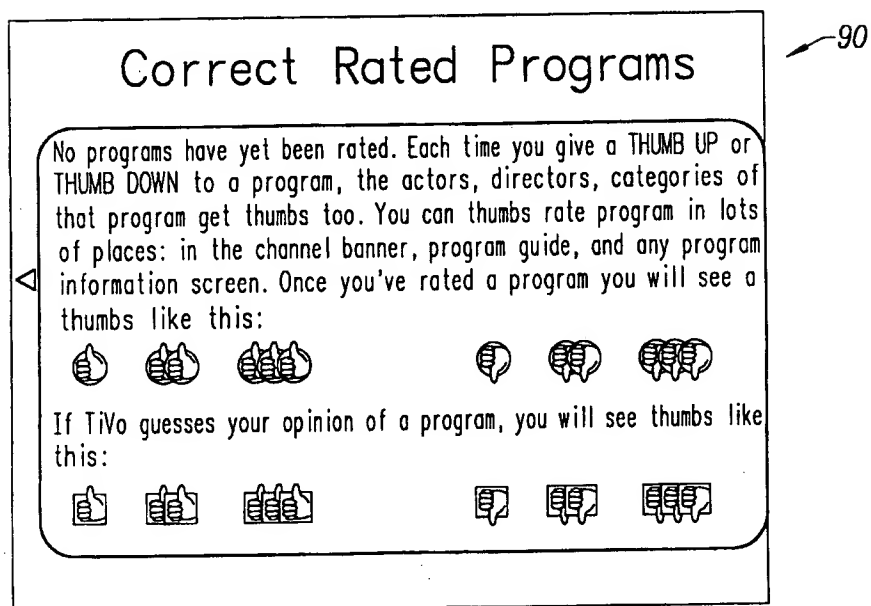 Correct Rated Programs
90
No programs have yet been rated. Each time you give a THUMB UP or
THUMB DOWN to a program, the actors, directors, categories of
that program get thumbs too. You can thumbs rate program in lots
of places: in the channel banner, program guide, and any program
information screen. Once you've rated a program you will see a
thumbs like this:
If TiVo guesses your opinion of a program, you will see thumbs like
this: